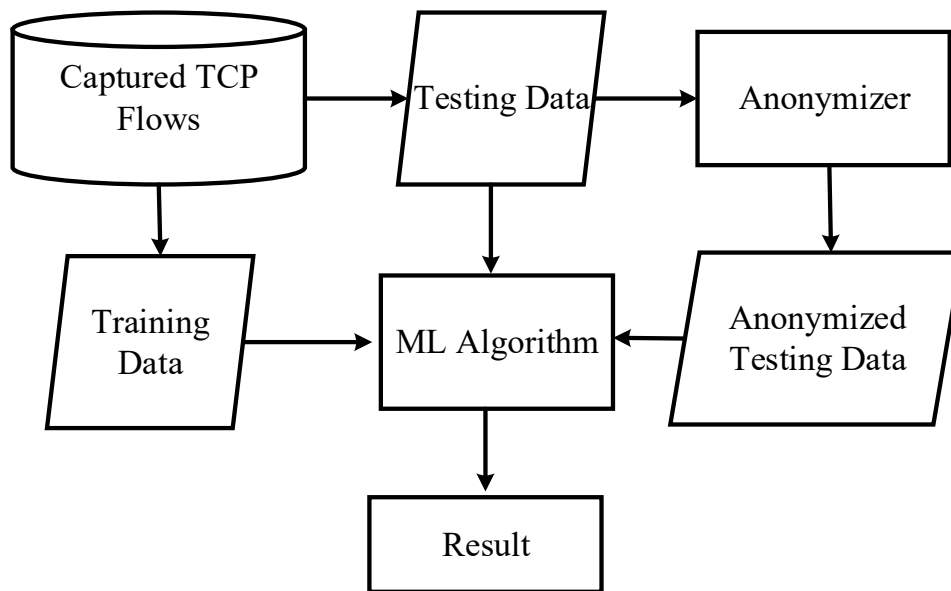 Captured TCP
Flows
Testing Data
Anonymizer
Training
Data
ML Algorithm
Anonymized
Testing Data
Result